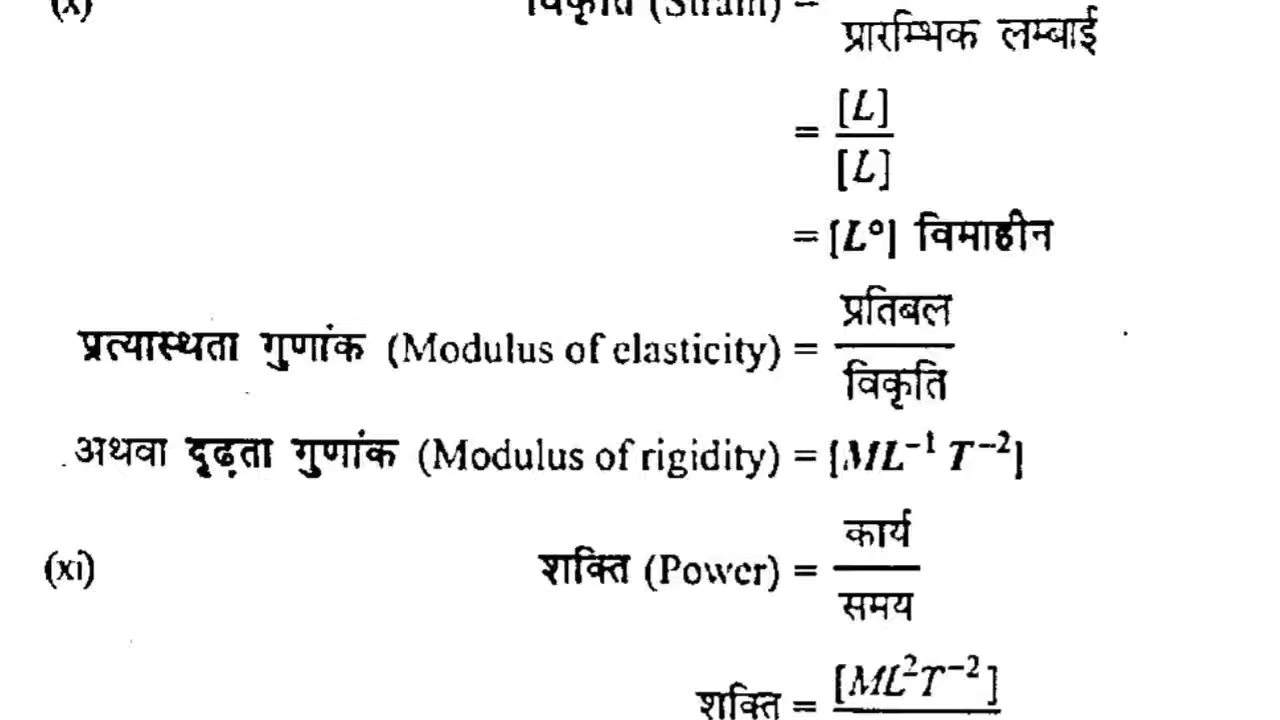 (x) विकृति (Strain) =
प्रारम्भिक लम्बाई
= [L]
[L]
= [L°] विमाहीन
प्रत्यास्थता गुणांक (Modulus of elasticity) = प्रतिबल
विकृति
अथवा दृढ़ता गुणांक (Modulus of rigidity) = [ML⁻¹ T⁻²]
(xi) शक्ति (Power) = कार्य
समय
शक्ति = [ML²T⁻²]